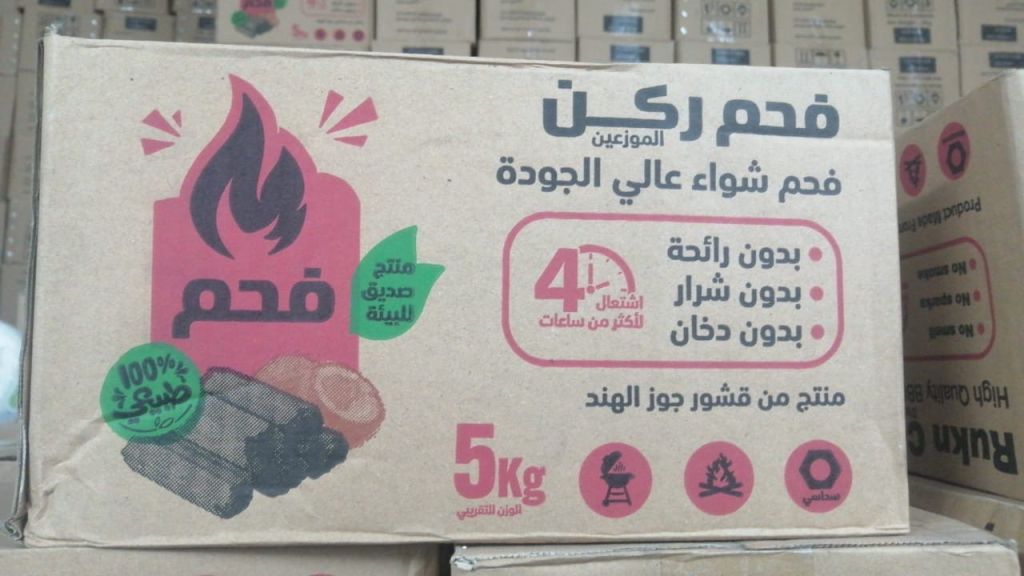 فحم ركن
الموزعين
فحم شواء عالي الجودة
بدون رائحة
بدون شرار
بدون دخان
4
اشتعال
لأكثر من ساعات
منتج من قشور جوز الهند
5Kg
الوزن التقريبي
سداسي
فحم
منتج
صديق
للبيئة
100%
طبيعي
Product Made From
No smoke
No sparks
No smell
High Quality
Rukn